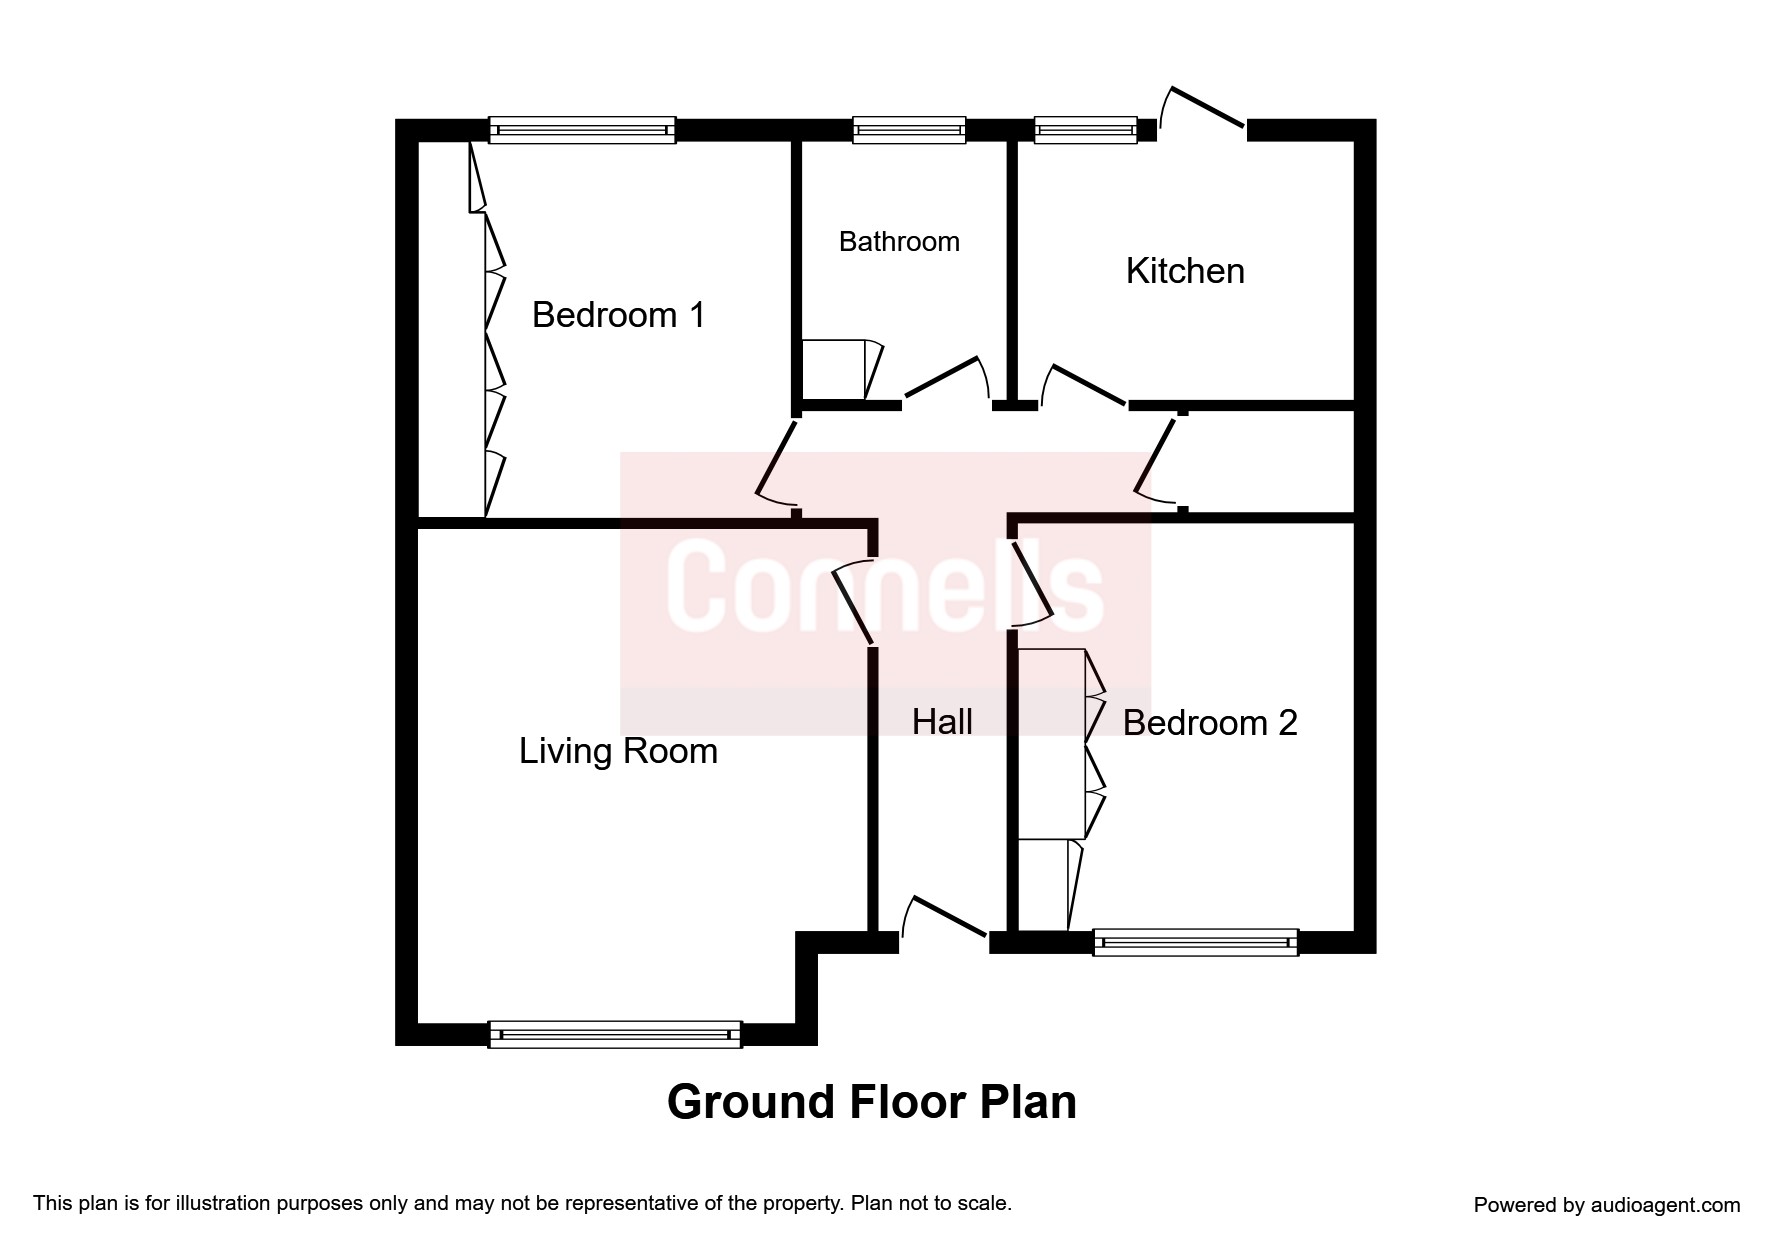 Bathroom
Kitchen
Bedroom 1
Connells
Hall
Bedroom 2
Living Room
Ground Floor Plan
This plan is for illustration purposes only and may not be representative of the property. Plan not to scale.
Powered by audioagent.com